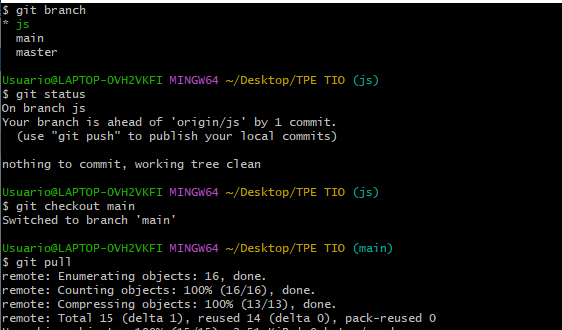 $ git branch
* js
  main
  master

Usuario@LAPTOP-OVH2VKFI MINGW64 ~/Desktop/TPE TIO (js)
$ git status
On branch js
Your branch is ahead of 'origin/js' by 1 commit.
  (use "git push" to publish your local commits)

nothing to commit, working tree clean

Usuario@LAPTOP-OVH2VKFI MINGW64 ~/Desktop/TPE TIO (js)
$ git checkout main
Switched to branch 'main'

Usuario@LAPTOP-OVH2VKFI MINGW64 ~/Desktop/TPE TIO (main)
$ git pull
remote: Enumerating objects: 16, done.
remote: Counting objects: 100% (16/16), done.
remote: Compressing objects: 100% (13/13), done.
remote: Total 15 (delta 1), reused 14 (delta 0), pack-reused 0